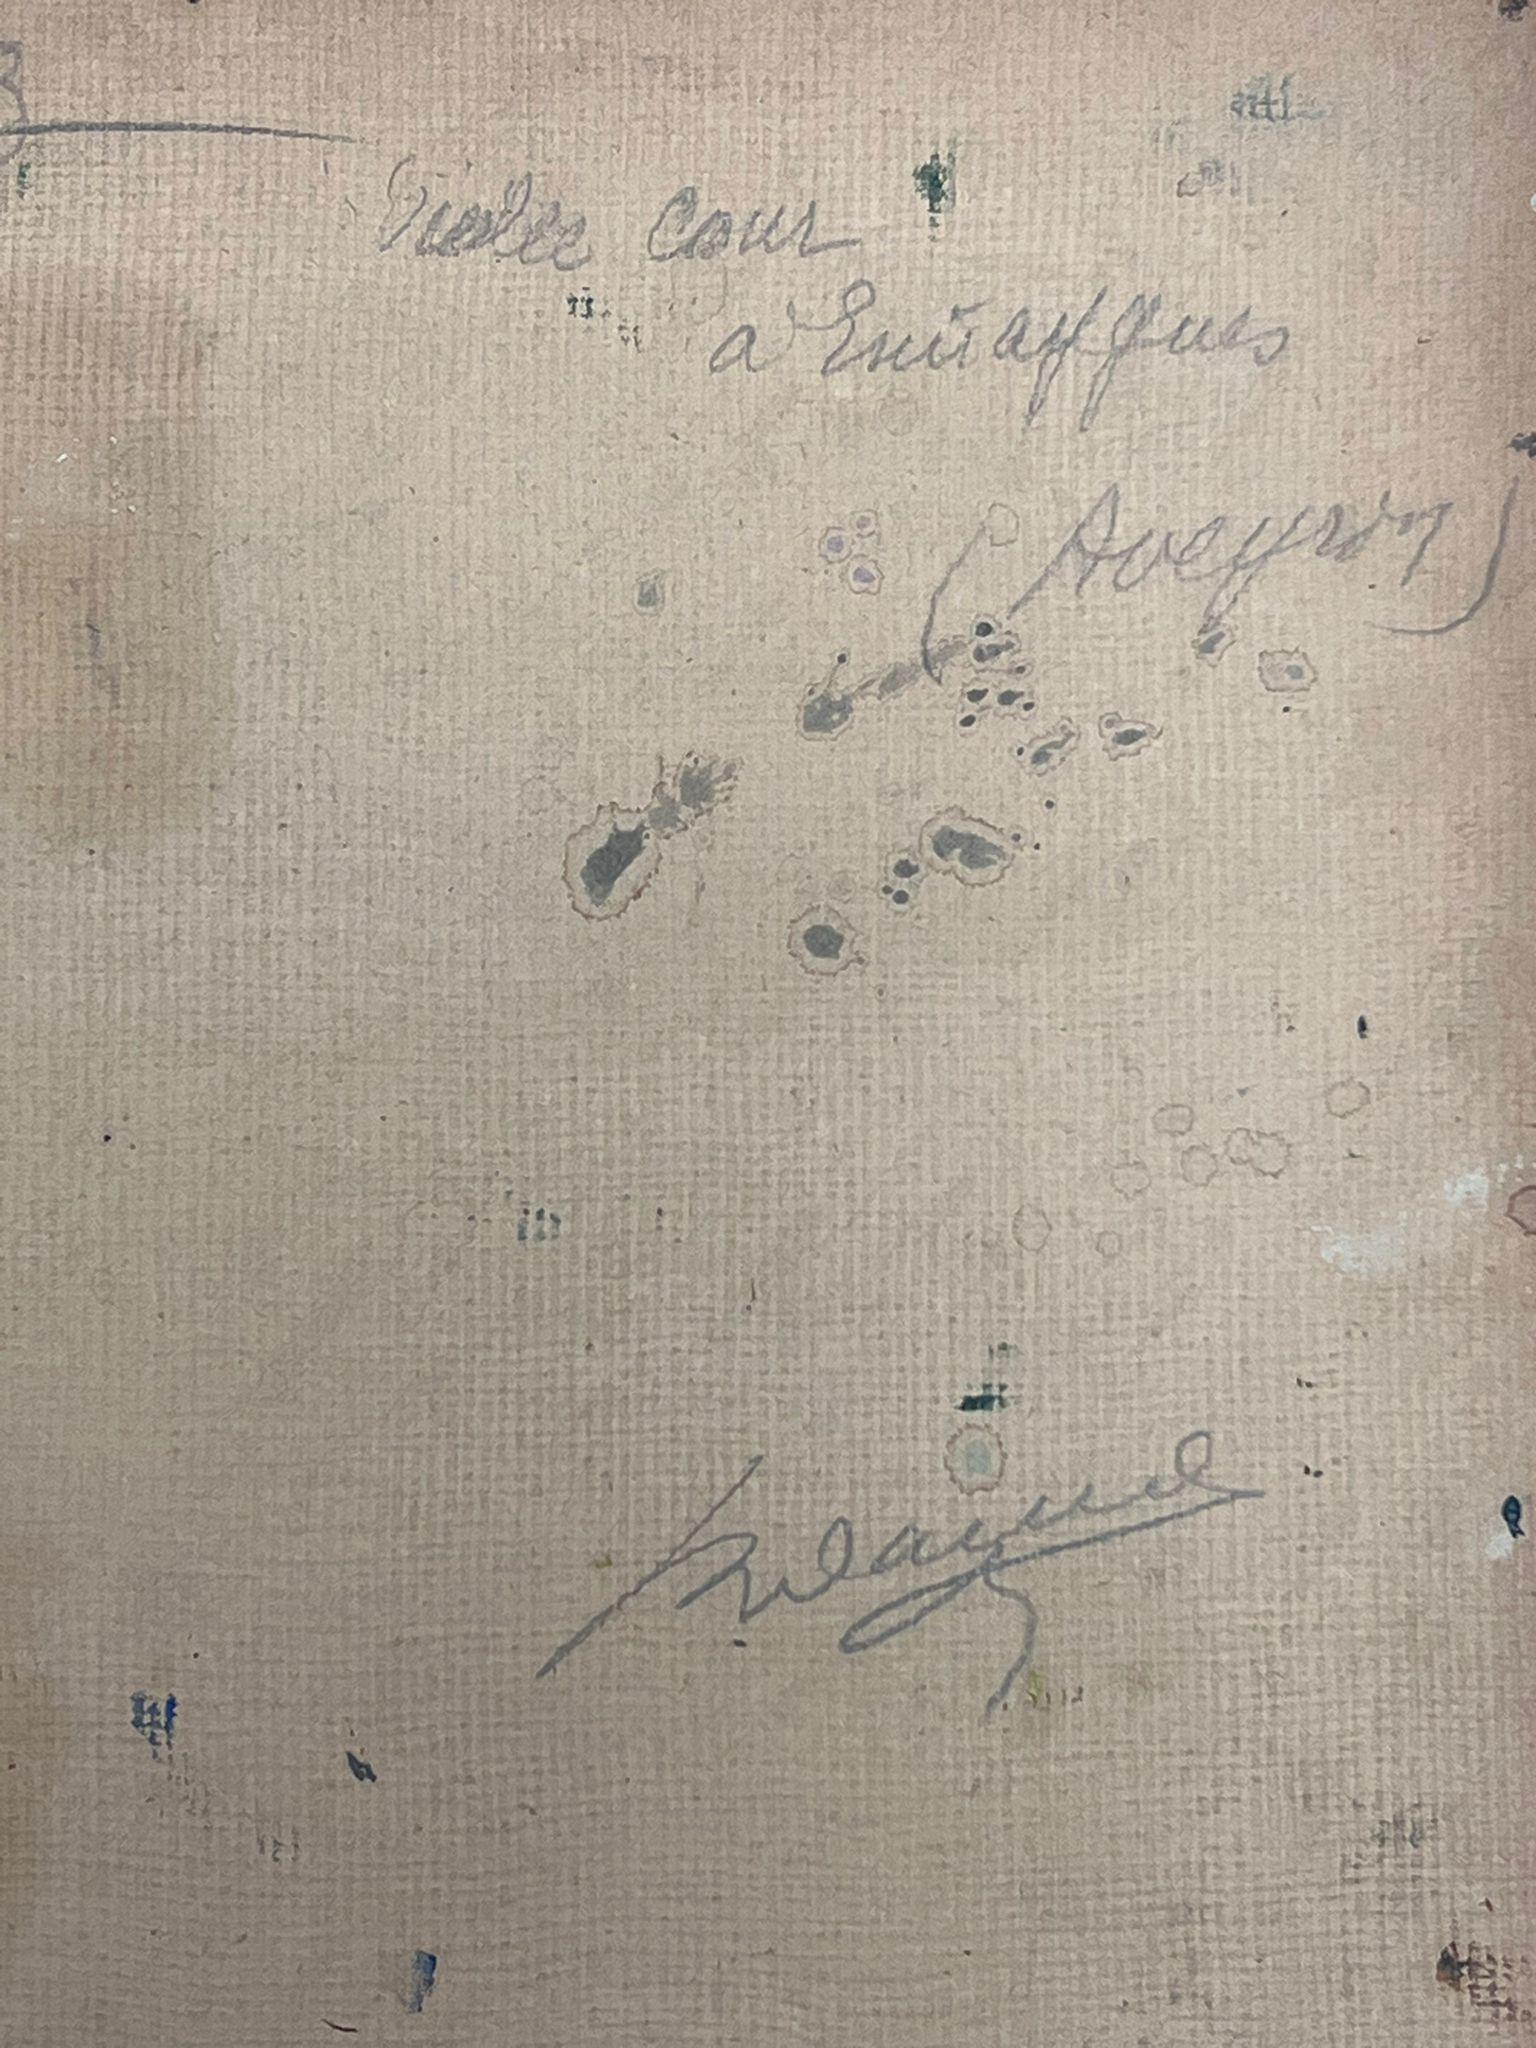 Vieille cour
à Entraygues
(Aveyron)